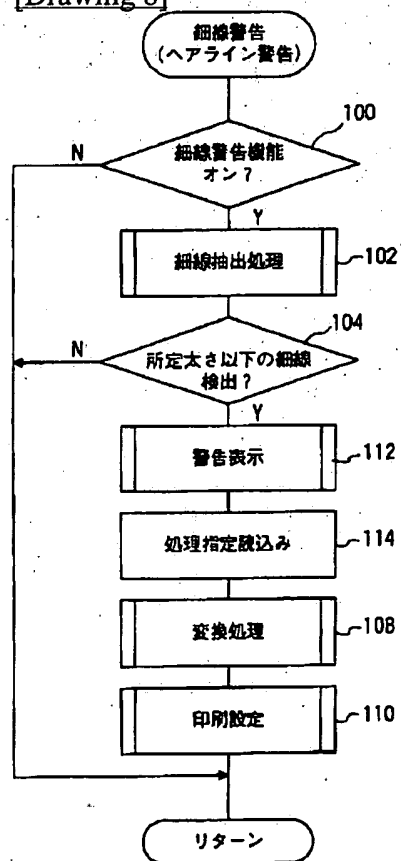 [Drawing 8]
細線警告
(ヘアライン警告)
100
細線警告機能
オン？
N
Y
細線抽出処理
102
104
所定太さ以下の細線
検出？
N
Y
警告表示
112
処理指定読込み
114
変換処理
108
印刷設定
110
リターン